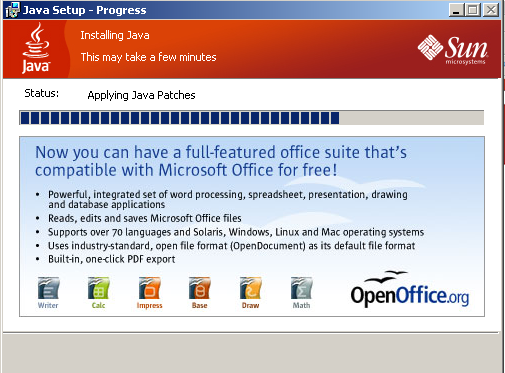 Java Setup - Progress
Installing Java
This may take a few minutes
Java
Sun
microsystems
Status: Applying Java Patches
Now you can have a full-featured office suite that's
compatible with Microsoft Office for free!
• Powerful, integrated set of word processing, spreadsheet, presentation, drawing
and database applications
• Reads, edits and saves Microsoft Office files
• Supports over 70 languages and Solaris, Windows, Linux and Mac operating systems
• Uses industry-standard, open file format (OpenDocument) as its default file format
• Built-in, one-click PDF export
Writer Calc Impress Base Draw Math
OpenOffice.org